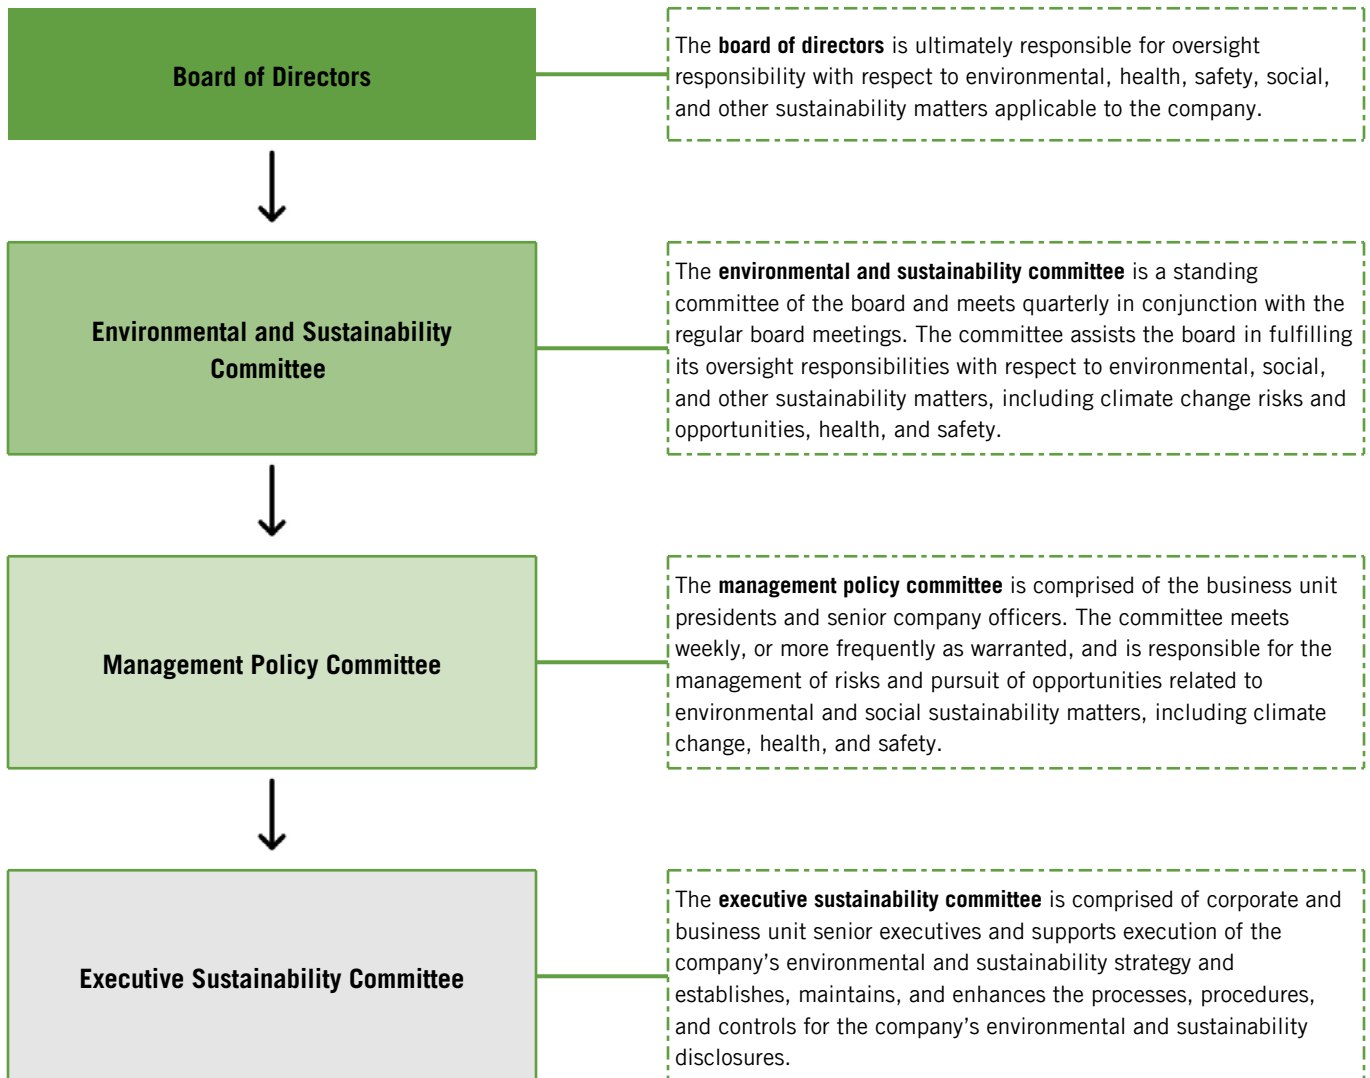 Board of Directors
The board of directors is ultimately responsible for oversight
responsibility with respect to environmental, health, safety, social,
and other sustainability matters applicable to the company.
Environmental and Sustainability
Committee
The environmental and sustainability committee is a standing
committee of the board and meets quarterly in conjunction with the
regular board meetings. The committee assists the board in fulfilling
its oversight responsibilities with respect to environmental, social,
and other sustainability matters, including climate change risks and
opportunities, health, and safety.
Management Policy Committee
The management policy committee is comprised of the business unit
presidents and senior company officers. The committee meets
weekly, or more frequently as warranted, and is responsible for the
management of risks and pursuit of opportunities related to
environmental and social sustainability matters, including climate
change, health, and safety.
Executive Sustainability Committee
The executive sustainability committee is comprised of corporate and
business unit senior executives and supports execution of the
company’s environmental and sustainability strategy and
establishes, maintains, and enhances the processes, procedures,
and controls for the company’s environmental and sustainability
disclosures.